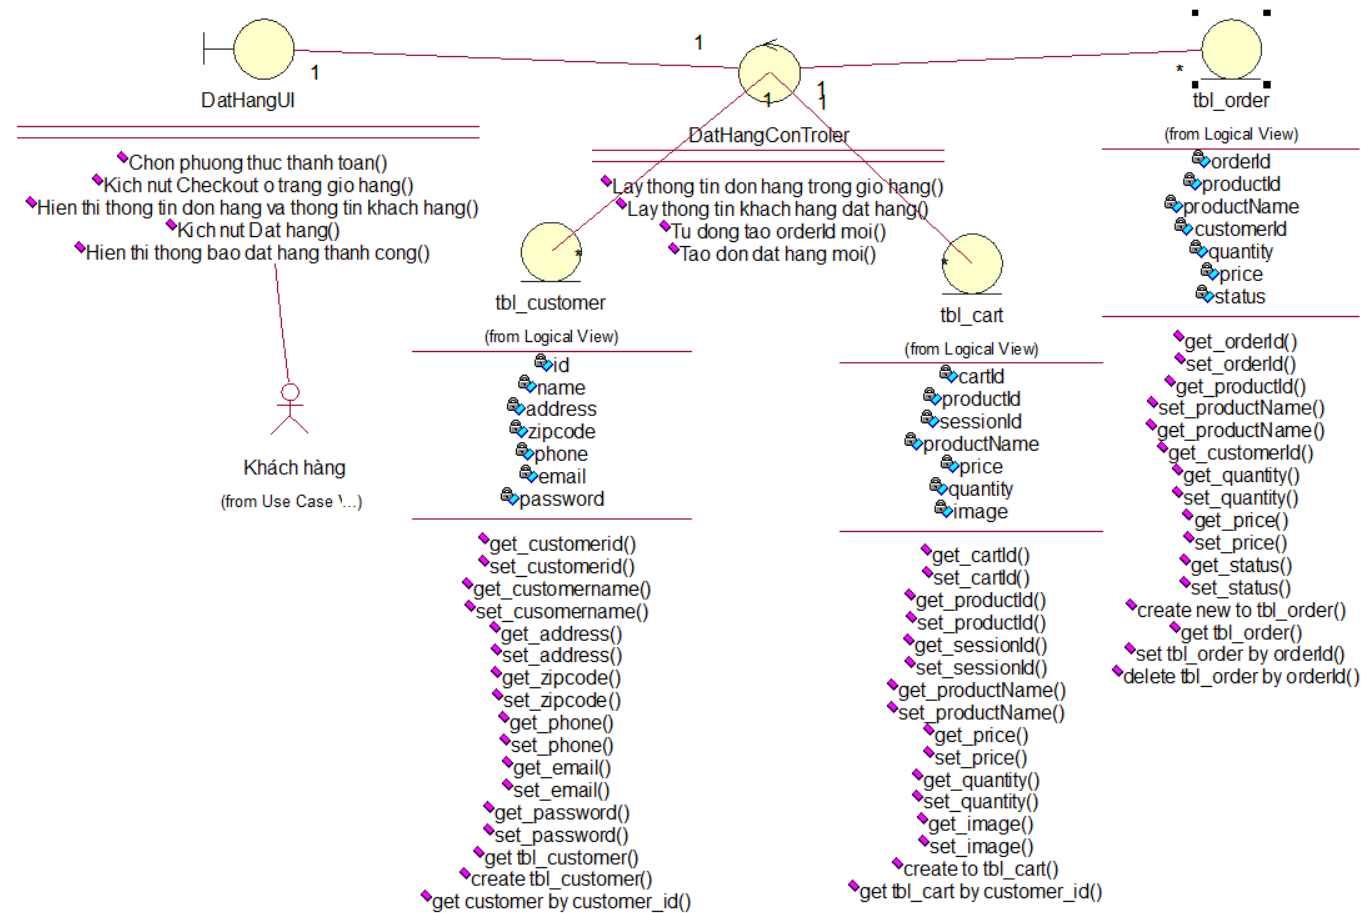 1
1
DatHangUI
Chon phuong thuc thanh toan()
Kich nut Checkout o trang gio hang()
Hien thi thong tin don hang va thong tin khach hang()
Kich nut Dat hang()
Hien thi thong bao dat hang thanh cong()
Khách hàng
(from Use Case '...)
1
1
1
DatHangConTroler
Lay thong tin don hang trong gio hang()
Lay thong tin khach hang dat hang()
Tu dong tao orderId moi()
Tao don dat hang moi()
*
tbl_customer
(from Logical View)
id
name
address
zipcode
phone
email
password
get_customerid()
set_customerid()
get_customername()
set_cusomername()
get_address()
set_address()
get_zipcode()
set_zipcode()
get_phone()
set_phone()
get_email()
set_email()
get_password()
set_password()
get tbl_customer()
create tbl_customer()
get customer by customer_id()
*
tbl_cart
(from Logical View)
cartId
productId
sessionId
productName
price
quantity
image
get_cartId()
set_cartId()
get_productId()
set_productId()
get_sessionId()
set_sessionId()
get_productName()
set_productName()
get_price()
set_price()
get_quantity()
set_quantity()
get_image()
set_image()
create to tbl_cart()
get tbl_cart by customer_id()
*
tbl_order
(from Logical View)
orderId
productId
productName
customerId
quantity
price
status
get_orderId()
set_orderId()
get_productId()
set_productName()
get_productName()
get_customerId()
get_quantity()
set_quantity()
get_price()
set_price()
get_status()
set_status()
create new to tbl_order()
get tbl_order()
set tbl_order by orderId()
delete tbl_order by orderId()